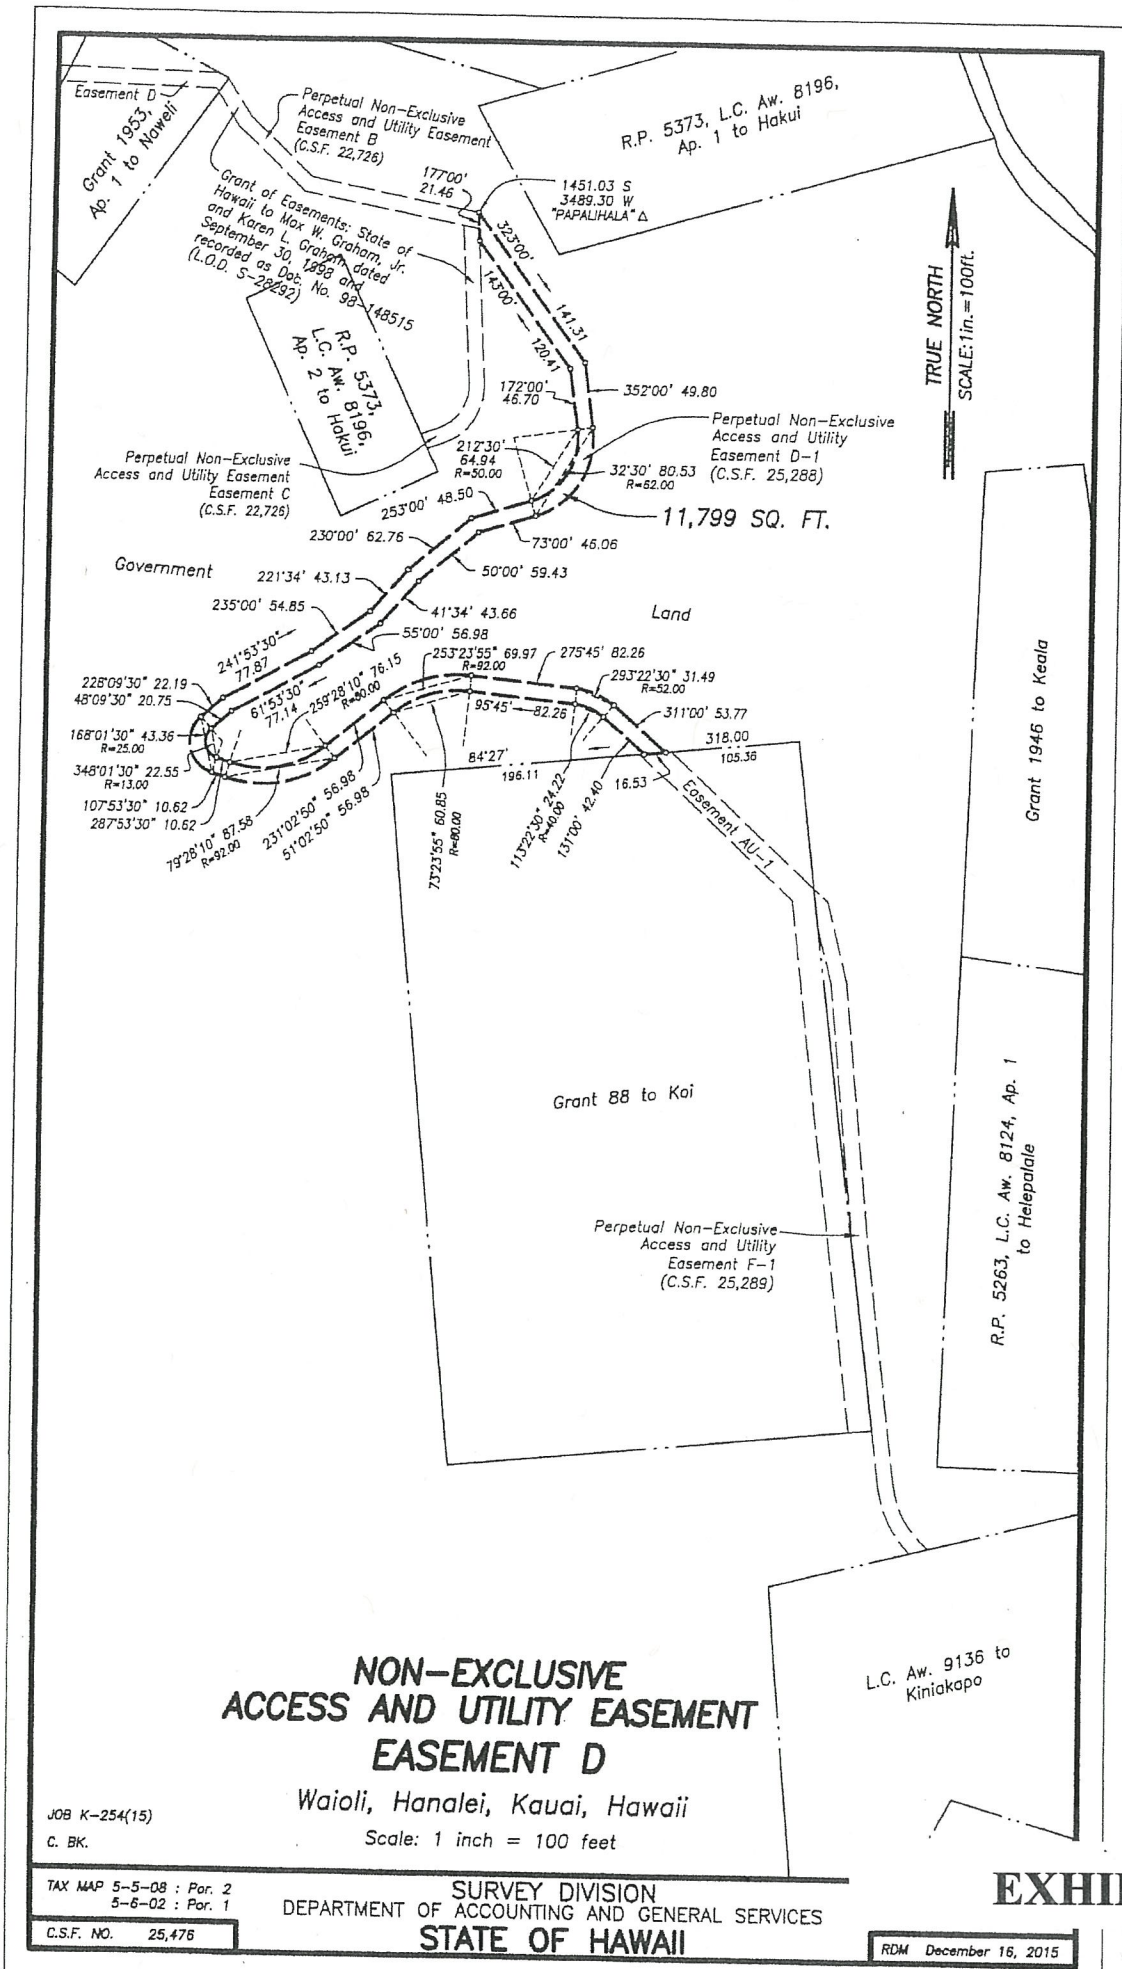 Easement D
Grant 1953,
Ap. 1 to Naweli
Perpetual Non-Exclusive
Access and Utility Easement
Easement B
(C.S.F. 22,726)
R.P. 5373, L.C. Aw. 8196,
Ap. 1 to Hakui
177°00'
21.46
1451.03 S
3489.30 W
"PAPALIHALA" Δ
Grant of Easements: State of
Hawaii to Max W. Graham, Jr.
and Karen L. Graham dated
September 30, 1998 and
recorded as Doc. No. 98-148515
(L.O.D. S-28292)
323°00'
141.31
143°00'
120.41
TRUE NORTH
SCALE: 1in.=100ft.
R.P. 5373,
L.C. Aw. 8196,
Ap. 2 to Hakui
172°00'
46.70
352°00' 49.80
Perpetual Non-Exclusive
Access and Utility
Easement D-1
(C.S.F. 25,288)
212°30'
64.94
R=50.00
32°30' 80.53
R=62.00
Perpetual Non-Exclusive
Access and Utility Easement
Easement C
(C.S.F. 22,726)
253°00' 48.50
11,799 SQ. FT.
230°00' 62.76
73°00' 46.06
Government
221°34' 43.13
50°00' 59.43
235°00' 54.85
41°34' 43.66
Land
55°00' 56.98
241°53'30"
77.87
253°23'55" 69.97
R=92.00
275°45' 82.26
293°22'30" 31.49
R=52.00
228°09'30" 22.19
48°09'30" 20.75
61°53'30"
77.14
259°28'10" 76.15
R=80.00
95°45' 82.26
311°00' 53.77
168°01'30" 43.36
R=25.00
318.00
84°27'
196.11
105.36
348°01'30" 22.55
R=13.00
16.53
107°53'30" 10.62
287°53'30" 10.62
79°28'10" 87.58
R=92.00
231°02'50" 56.98
51°02'50" 56.98
73°23'55" 60.85
R=80.00
113°22'30" 24.22
R=40.00
131°00' 42.40
Easement AU-1
Grant 1946 to Keala
Grant 88 to Koi
R.P. 5263, L.C. Aw. 8124, Ap. 1
to Helepalale
Perpetual Non-Exclusive
Access and Utility
Easement F-1
(C.S.F. 25,289)
L.C. Aw. 9136 to
Kiniakapo
NON-EXCLUSIVE
ACCESS AND UTILITY EASEMENT
EASEMENT D
Waioli, Hanalei, Kauai, Hawaii
Scale: 1 inch = 100 feet
JOB K-254(15)
C. BK.
TAX MAP 5-5-08 : Por. 2
5-6-02 : Por. 1
C.S.F. NO. 25,476
SURVEY DIVISION
DEPARTMENT OF ACCOUNTING AND GENERAL SERVICES
STATE OF HAWAII
EXHI
RDM December 16, 2015